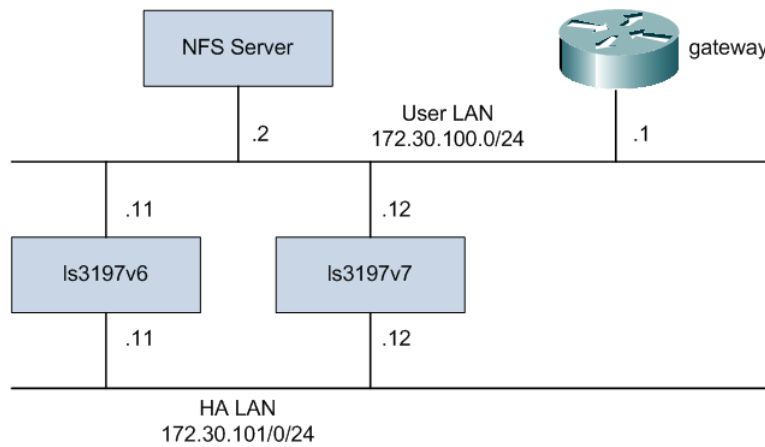 NFS Server
gateway
User LAN
172.30.100.0/24
.2
.1
.11
.12
ls3197v6
ls3197v7
.11
.12
HA LAN
172.30.101/0/24